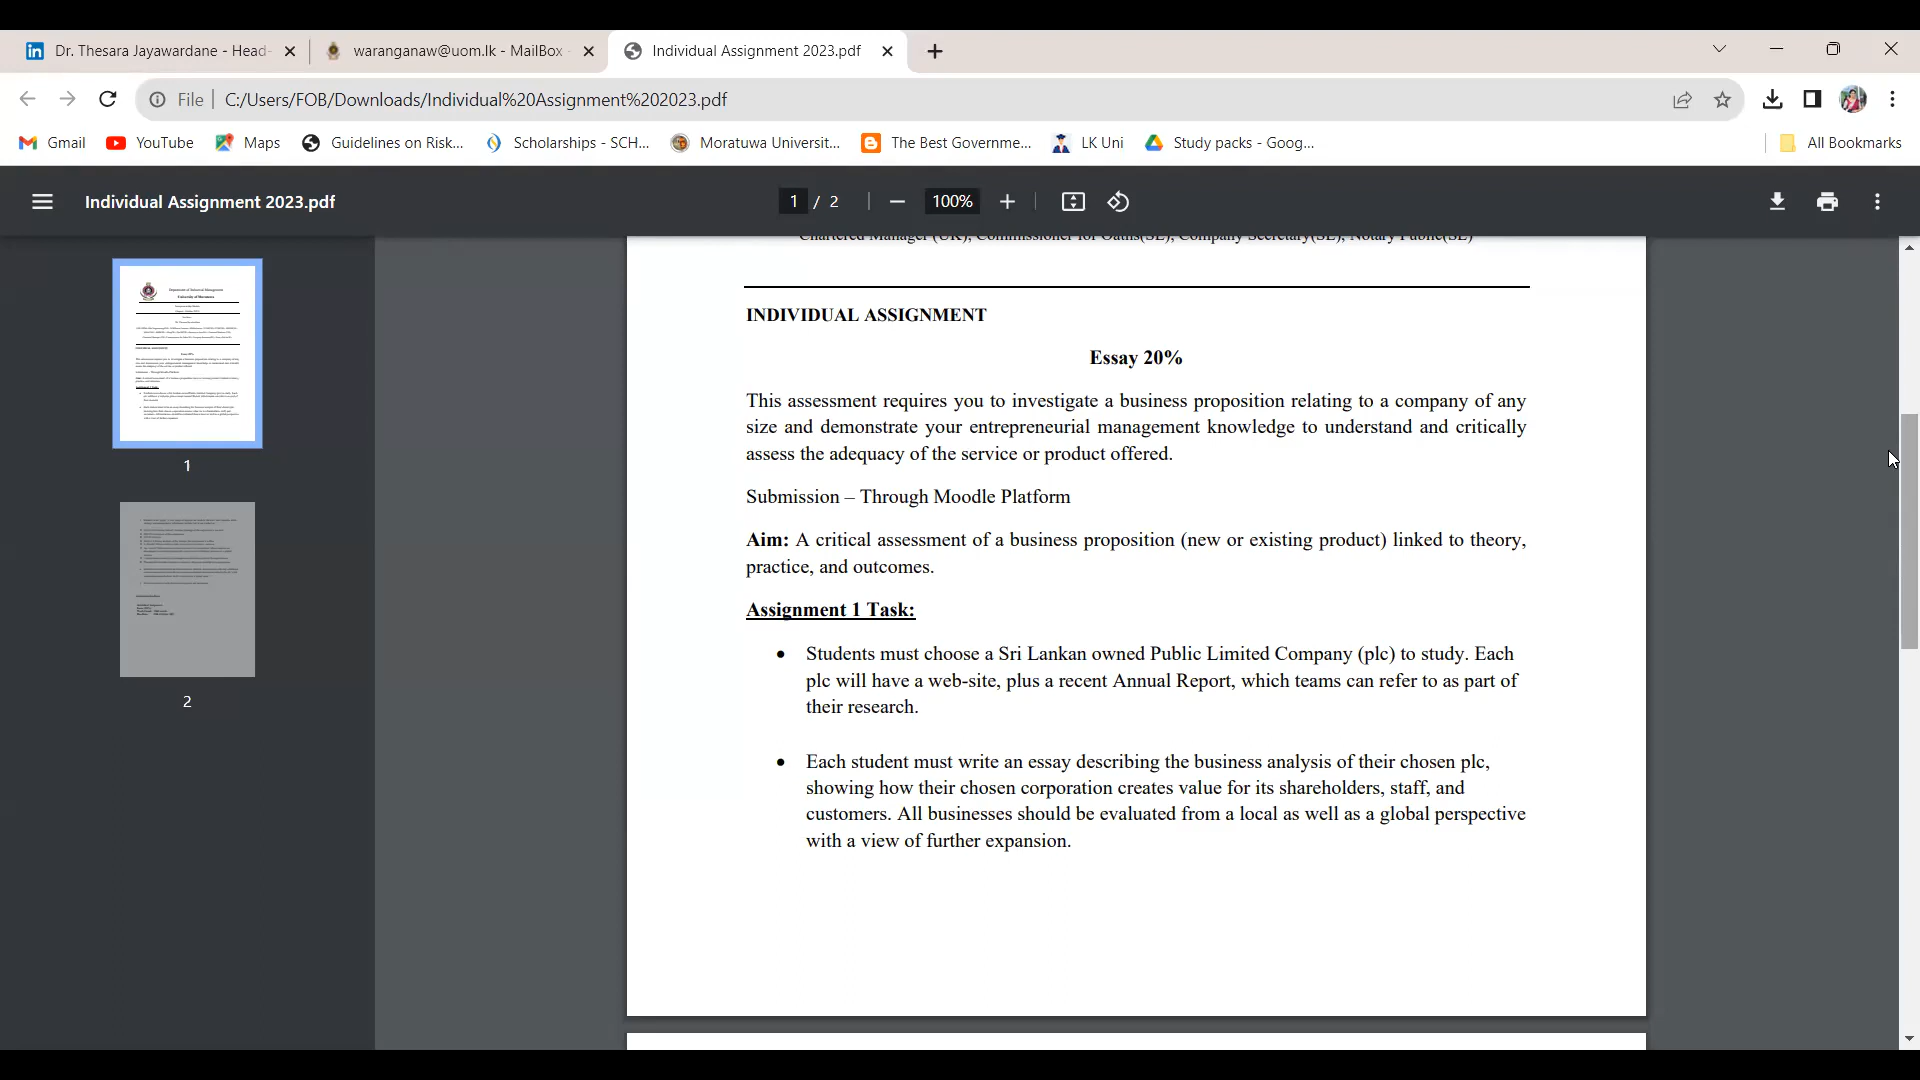 Dr. Thesara Jayawardane - Head-
waranganaw@uom.lk - MailBox
Individual Assignment 2023.pdf
File
C:/Users/FOB/Downloads/Individual%20Assignment%202023.pdf
Gmail
YouTube
Maps
Guidelines on Risk...
Scholarships - SCH...
Moratuwa Universit...
The Best Governme...
LK Uni
Study packs - Goog...
All Bookmarks
Individual Assignment 2023.pdf
1 / 2
100%
1
2
Chartered Manager (UK), Commissioner for Oaths(SL), Company Secretary(SL), Notary Public(SL)
INDIVIDUAL ASSIGNMENT
Essay 20%
This assessment requires you to investigate a business proposition relating to a company of any
size and demonstrate your entrepreneurial management knowledge to understand and critically
assess the adequacy of the service or product offered.
Submission – Through Moodle Platform
Aim: A critical assessment of a business proposition (new or existing product) linked to theory,
practice, and outcomes.
Assignment 1 Task:
• Students must choose a Sri Lankan owned Public Limited Company (plc) to study. Each
plc will have a web-site, plus a recent Annual Report, which teams can refer to as part of
their research.
• Each student must write an essay describing the business analysis of their chosen plc,
showing how their chosen corporation creates value for its shareholders, staff, and
customers. All businesses should be evaluated from a local as well as a global perspective
with a view of further expansion.